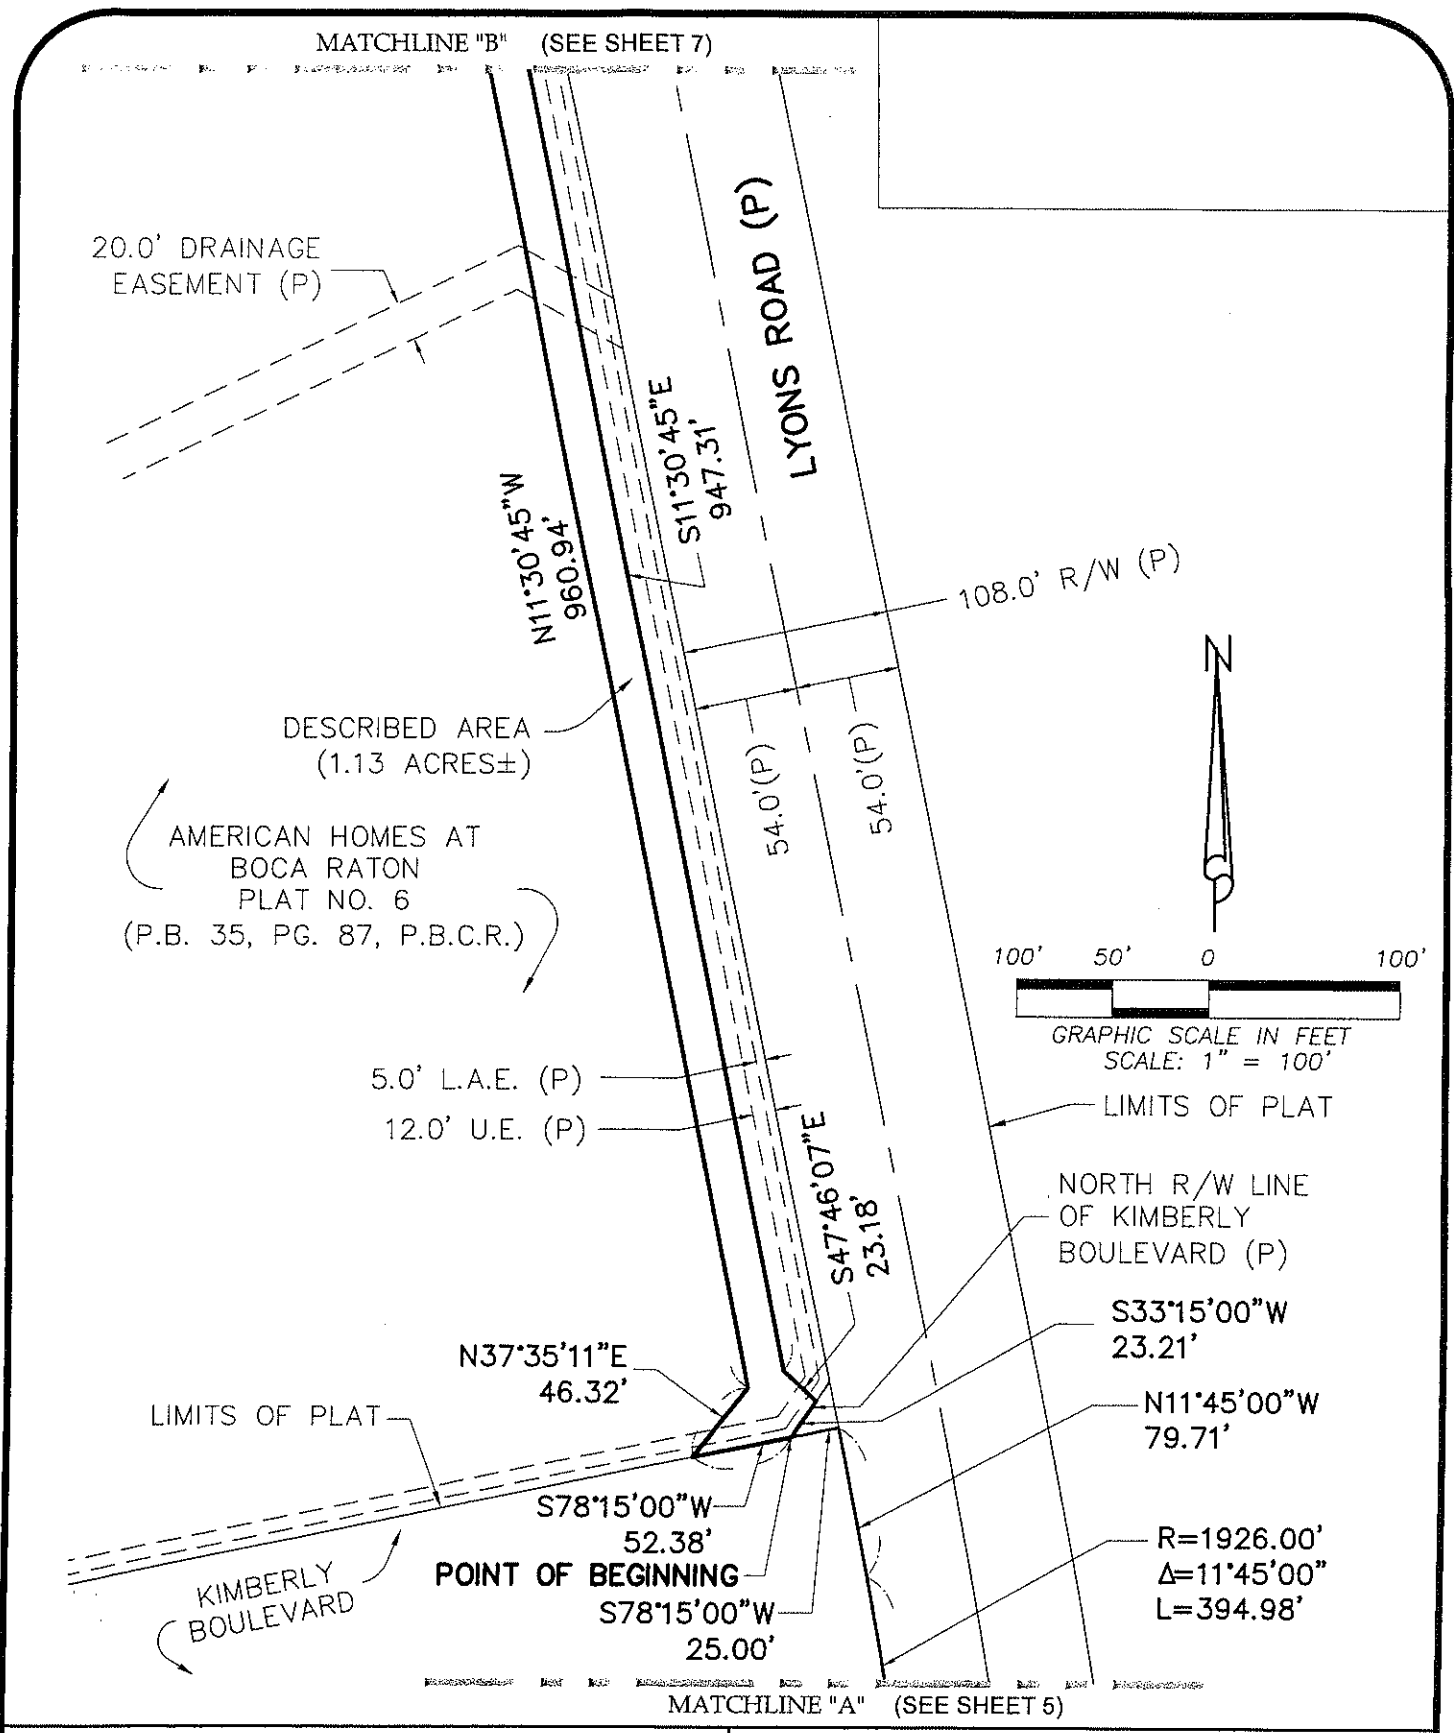 MATCHLINE "B" (SEE SHEET 7)
20.0' DRAINAGE
EASEMENT (P)
LYONS ROAD (P)
S11°30'45"E
947.31'
N11°30'45"W
960.94'
108.0' R/W (P)
N
DESCRIBED AREA
(1.13 ACRES±)
54.0'(P)
54.0'(P)
AMERICAN HOMES AT
BOCA RATON
PLAT NO. 6
(P.B. 35, PG. 87, P.B.C.R.)
100' 50' 0 100'
GRAPHIC SCALE IN FEET
SCALE: 1" = 100'
5.0' L.A.E. (P)
12.0' U.E. (P)
LIMITS OF PLAT
S47°46'07"E
23.18'
NORTH R/W LINE
OF KIMBERLY
BOULEVARD (P)
S33°15'00"W
23.21'
N37°35'11"E
46.32'
N11°45'00"W
79.71'
LIMITS OF PLAT
S78°15'00"W
52.38'
POINT OF BEGINNING
S78°15'00"W
25.00'
R=1926.00'
Δ=11°45'00"
L=394.98'
KIMBERLY
BOULEVARD
MATCHLINE "A" (SEE SHEET 5)